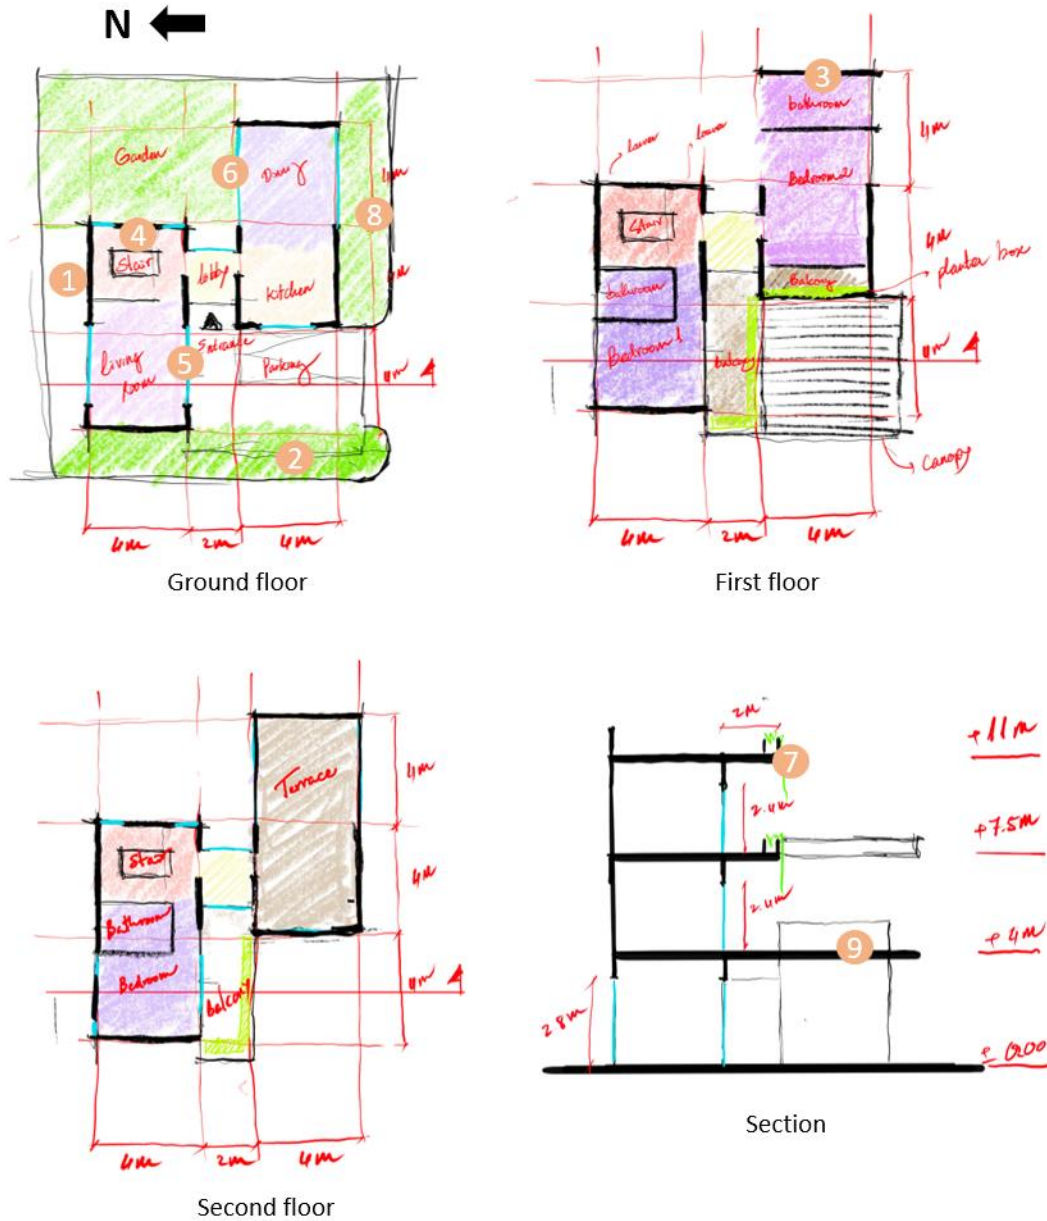 N
Garden
6
Dining
8
4m
4
1
Stair
lobby
Kitchen
4m
Entrance
living
room
5
Parking
4m
2
4m
2m
4m
Ground floor
3
bathroom
4m
louver
louver
Bedroom2
Stair
4m
planter box
Balcony
bathroom
Bedroom 1
balcony
4m
Canopy
4m
2m
4m
First floor
Terrace
4m
Stair
4m
Bathroom
Bedroom
Balcony
4m
4m
2m
4m
Second floor
2M
+11m
7
2.4m
+7.5m
2.4m
9
+4m
2.8m
± 0.00
Section